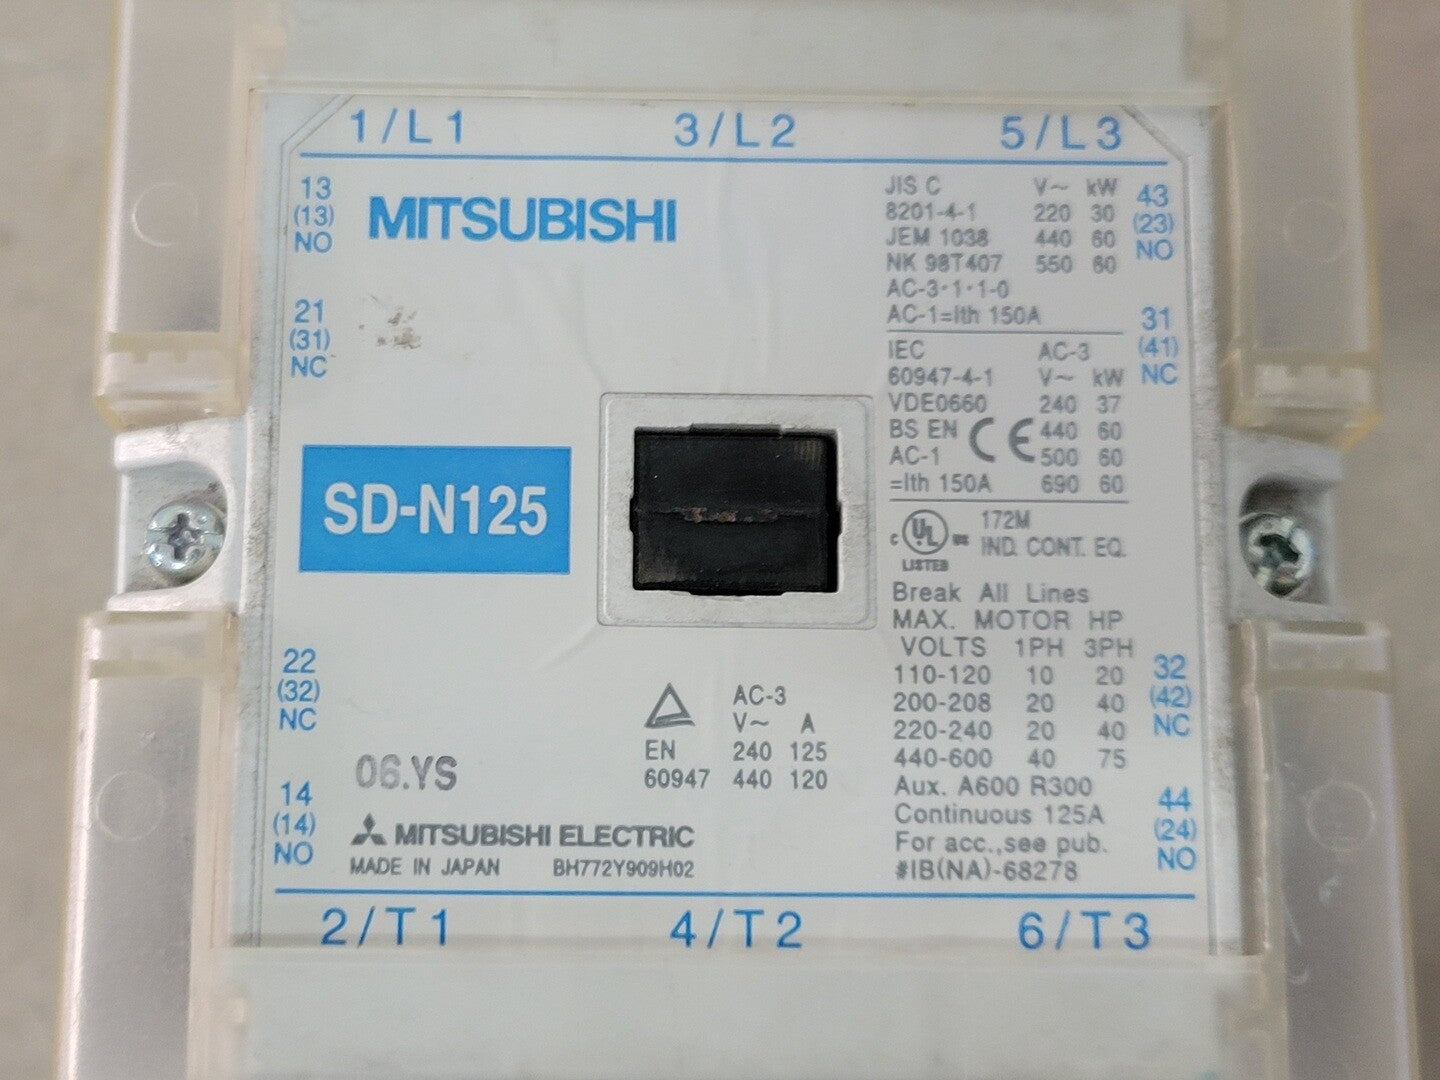 1/L1 3/L2 5/L3
13
(13)
NO
MITSUBISHI
21
(31)
NC
SD-N125
22
(32)
NC
06.YS
14
(14)
NO
MITSUBISHI ELECTRIC
MADE IN JAPAN BH772Y909H02
AC-3
V~ A
EN 240 125
60947 440 120
JIS C V~ kW
8201-4-1 220 30
JEM 1038 440 60
NK 98T407 550 60
AC-3·1·1-0
AC-1=Ith 150A
IEC AC-3
60947-4-1 V~ kW
VDE0660 240 37
BS EN CE 440 60
AC-1 500 60
=Ith 150A 690 60
C UL US 172M
LISTED IND. CONT. EQ.
Break All Lines
MAX. MOTOR HP
VOLTS 1PH 3PH
110-120 10 20
200-208 20 40
220-240 20 40
440-600 40 75
Aux. A600 R300
Continuous 125A
For acc.,see pub.
#IB(NA)-68278
43
(23)
NO
31
(41)
NC
32
(42)
NC
44
(24)
NO
2/T1 4/T2 6/T3